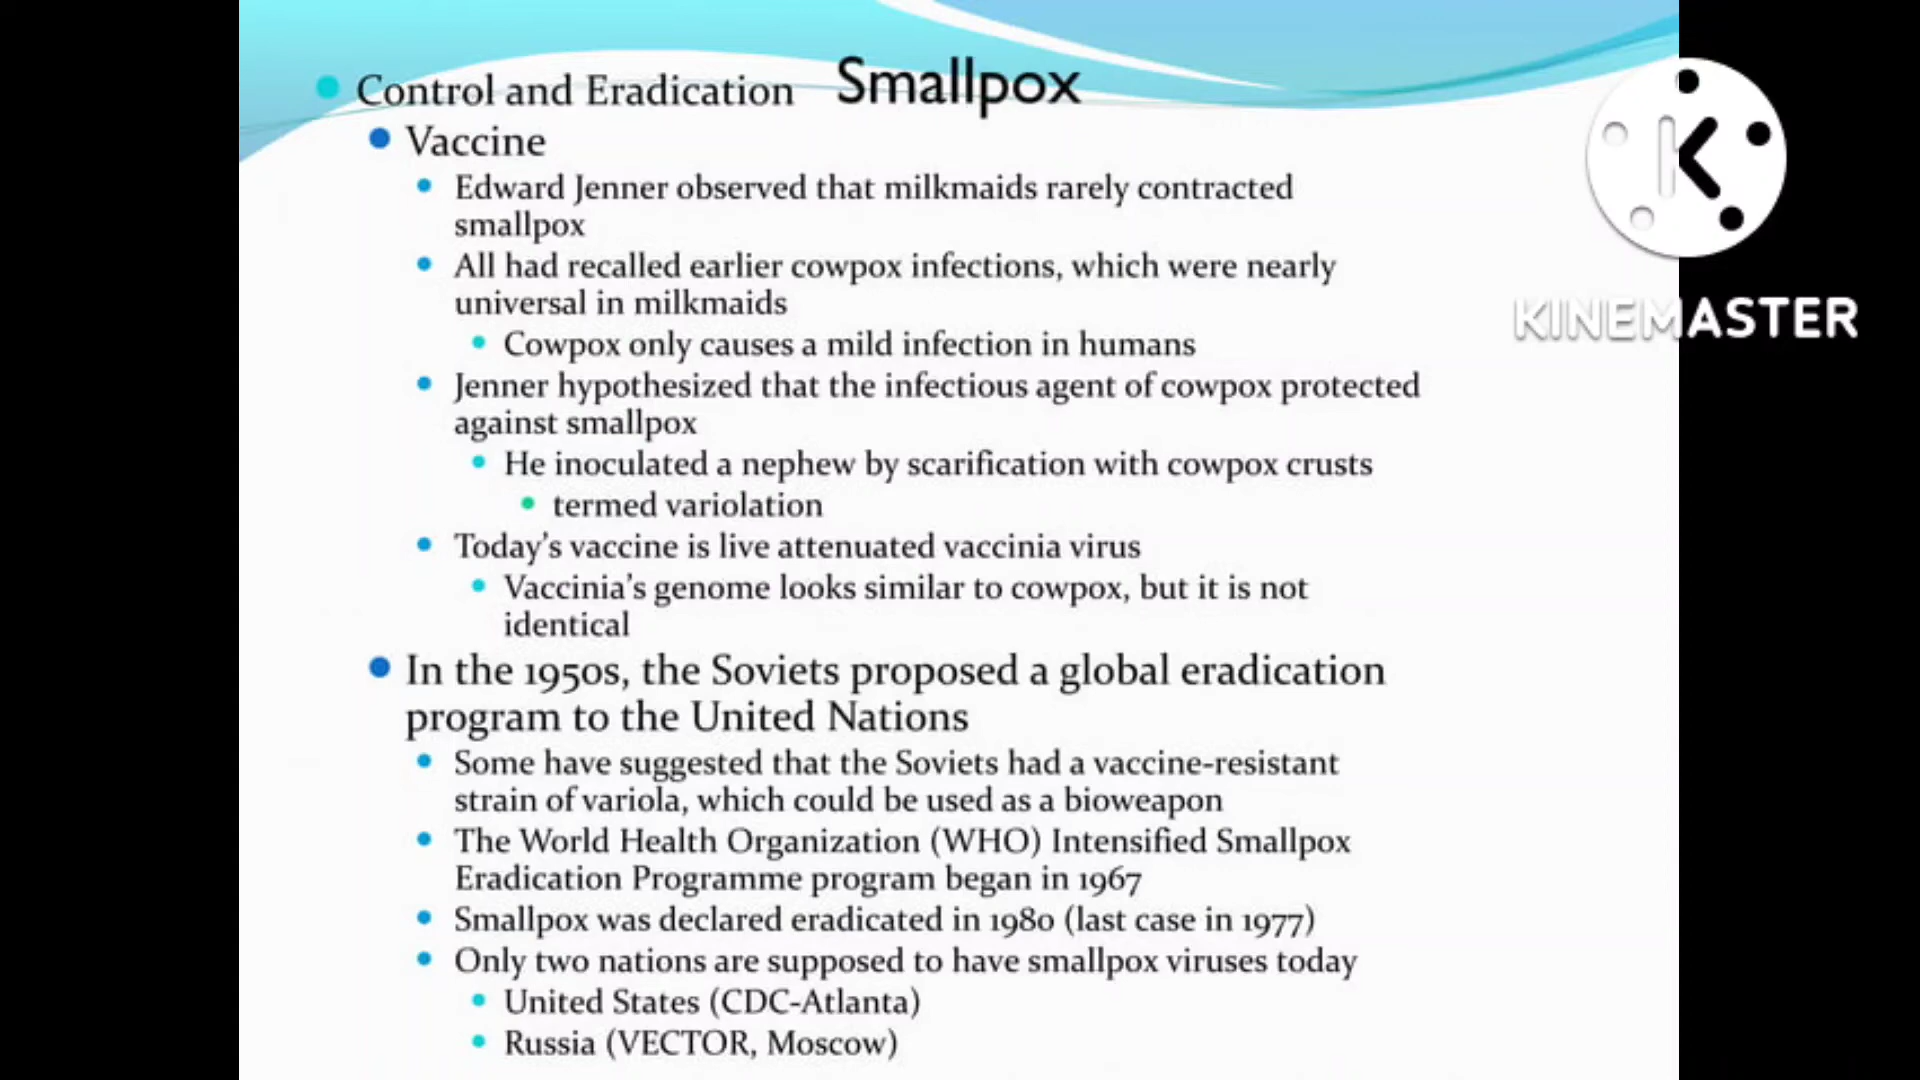 Smallpox
Control and Eradication
Vaccine
Edward Jenner observed that milkmaids rarely contracted
smallpox
All had recalled earlier cowpox infections, which were nearly
universal in milkmaids
Cowpox only causes a mild infection in humans
Jenner hypothesized that the infectious agent of cowpox protected
against smallpox
He inoculated a nephew by scarification with cowpox crusts
termed variolation
Today's vaccine is live attenuated vaccinia virus
Vaccinia's genome looks similar to cowpox, but it is not
identical
In the 1950s, the Soviets proposed a global eradication
program to the United Nations
Some have suggested that the Soviets had a vaccine-resistant
strain of variola, which could be used as a bioweapon
The World Health Organization (WHO) Intensified Smallpox
Eradication Programme program began in 1967
Smallpox was declared eradicated in 1980 (last case in 1977)
Only two nations are supposed to have smallpox viruses today
United States (CDC-Atlanta)
Russia (VECTOR, Moscow)
K
KINEMASTER